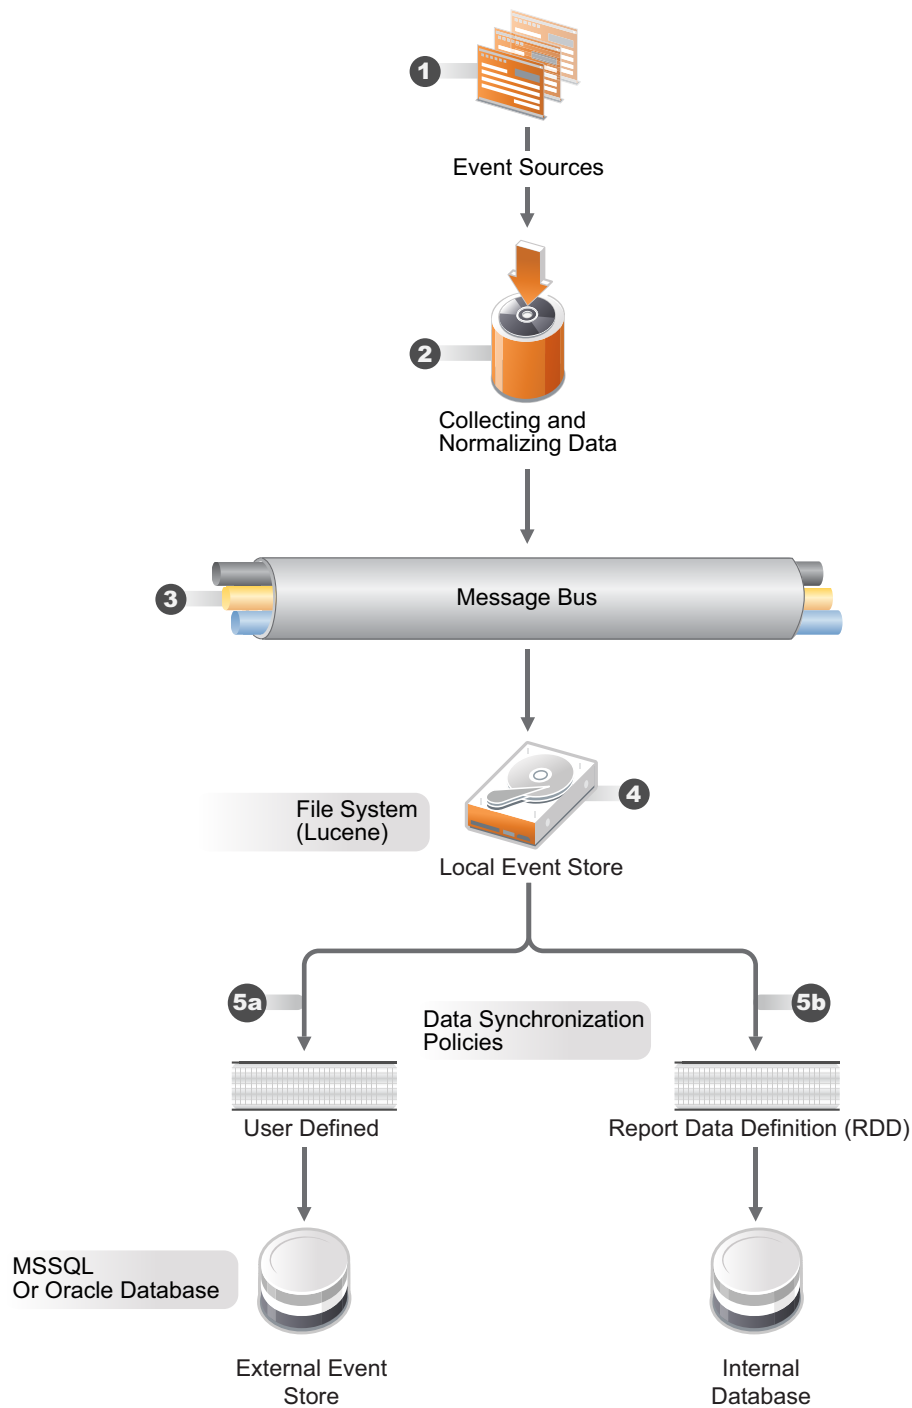 1
Event Sources
2
Collecting and
Normalizing Data
3
Message Bus
4
File System
(Lucene)
Local Event Store
5a
5b
Data Synchronization
Policies
User Defined
Report Data Definition (RDD)
MSSQL
Or Oracle Database
External Event
Store
Internal
Database